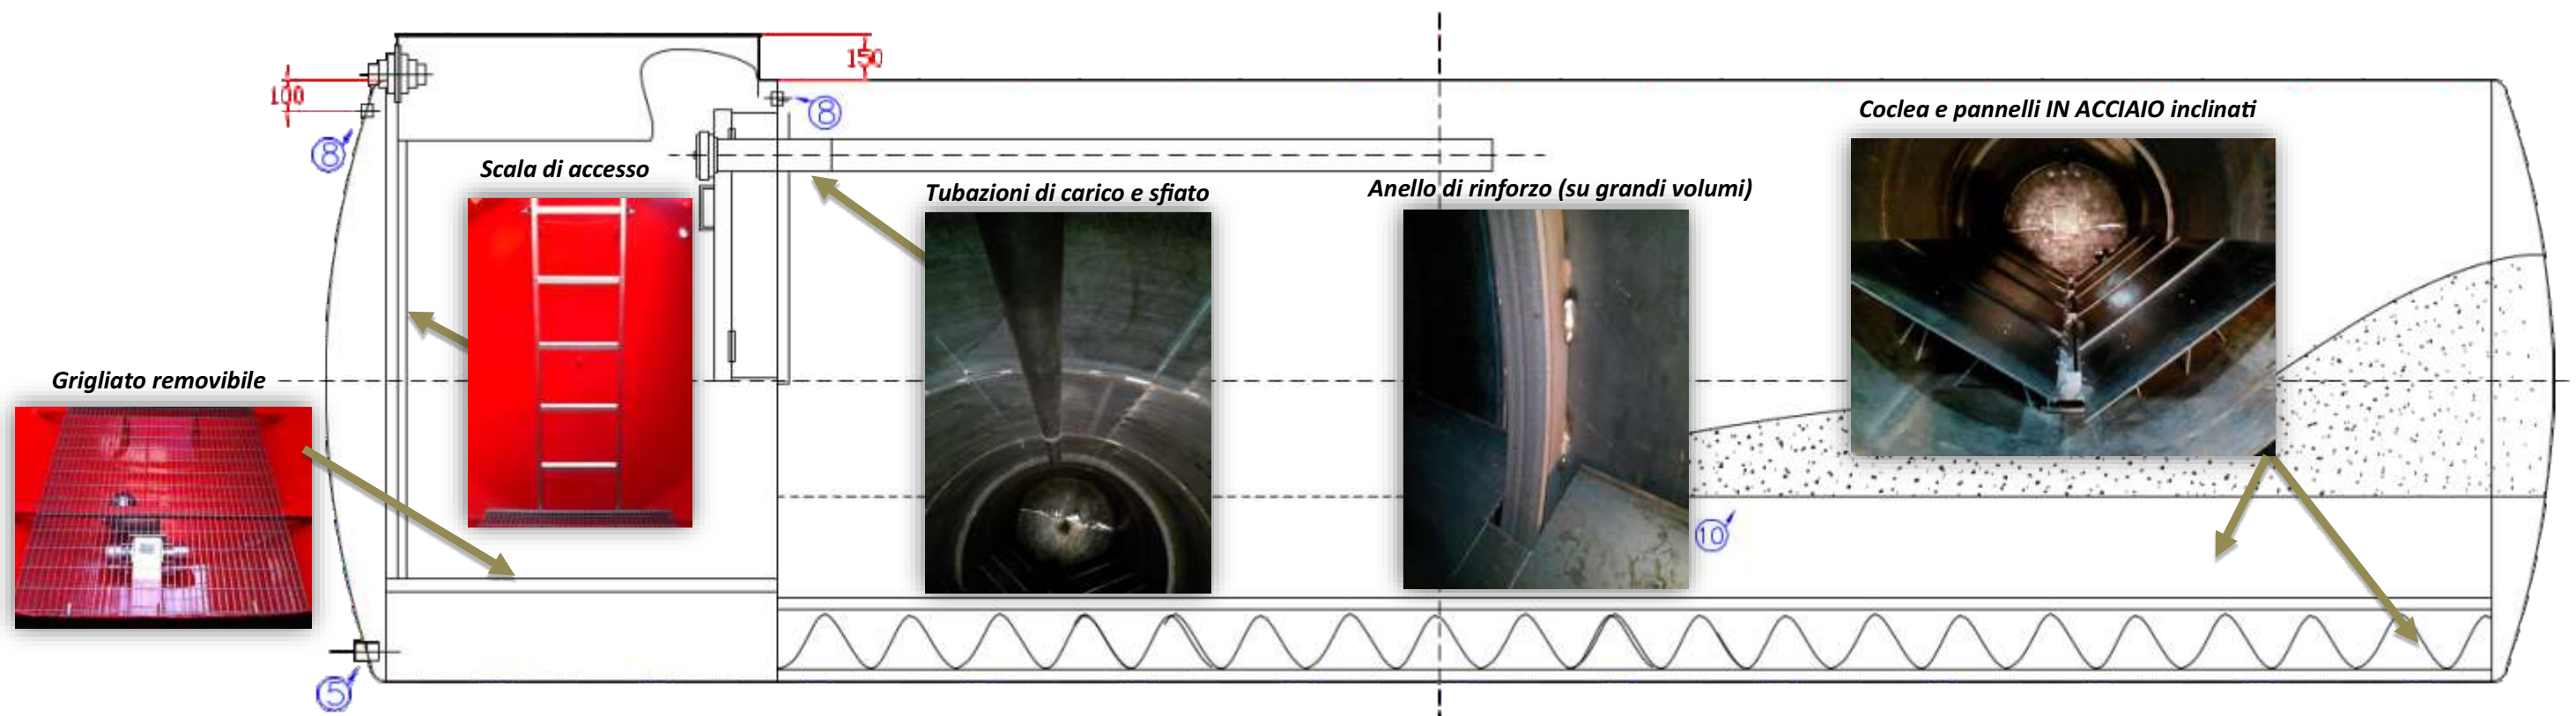 150
100
8
8
Coclea e pannelli IN ACCIAIO inclinati
Scala di accesso
Tubazioni di carico e sfiato
Anello di rinforzo (su grandi volumi)
Grigliato removibile
10
5